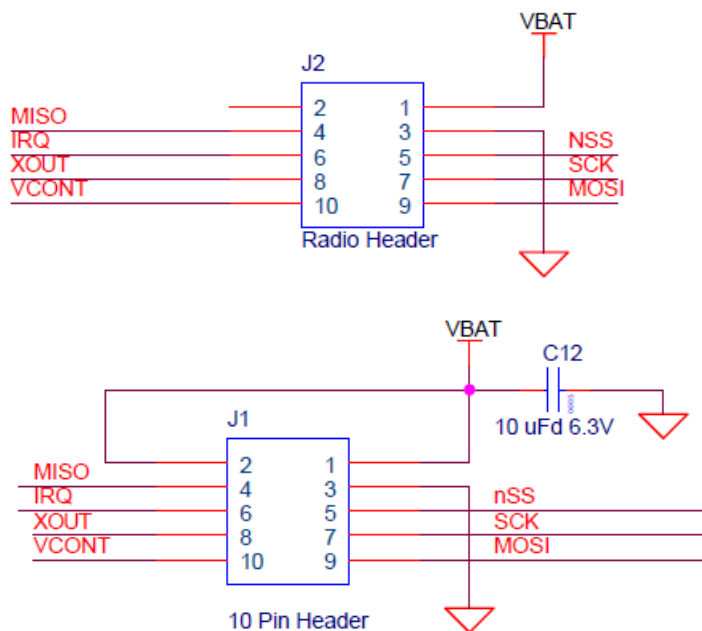 VBAT
J2
2 1
MISO 4 3
IRQ 6 5 NSS
XOUT 8 7 SCK
VCONT 10 9 MOSI
Radio Header
VBAT
C12
10 uFd 6.3V
J1
2 1
MISO 4 3
IRQ 6 5 nSS
XOUT 8 7 SCK
VCONT 10 9 MOSI
10 Pin Header